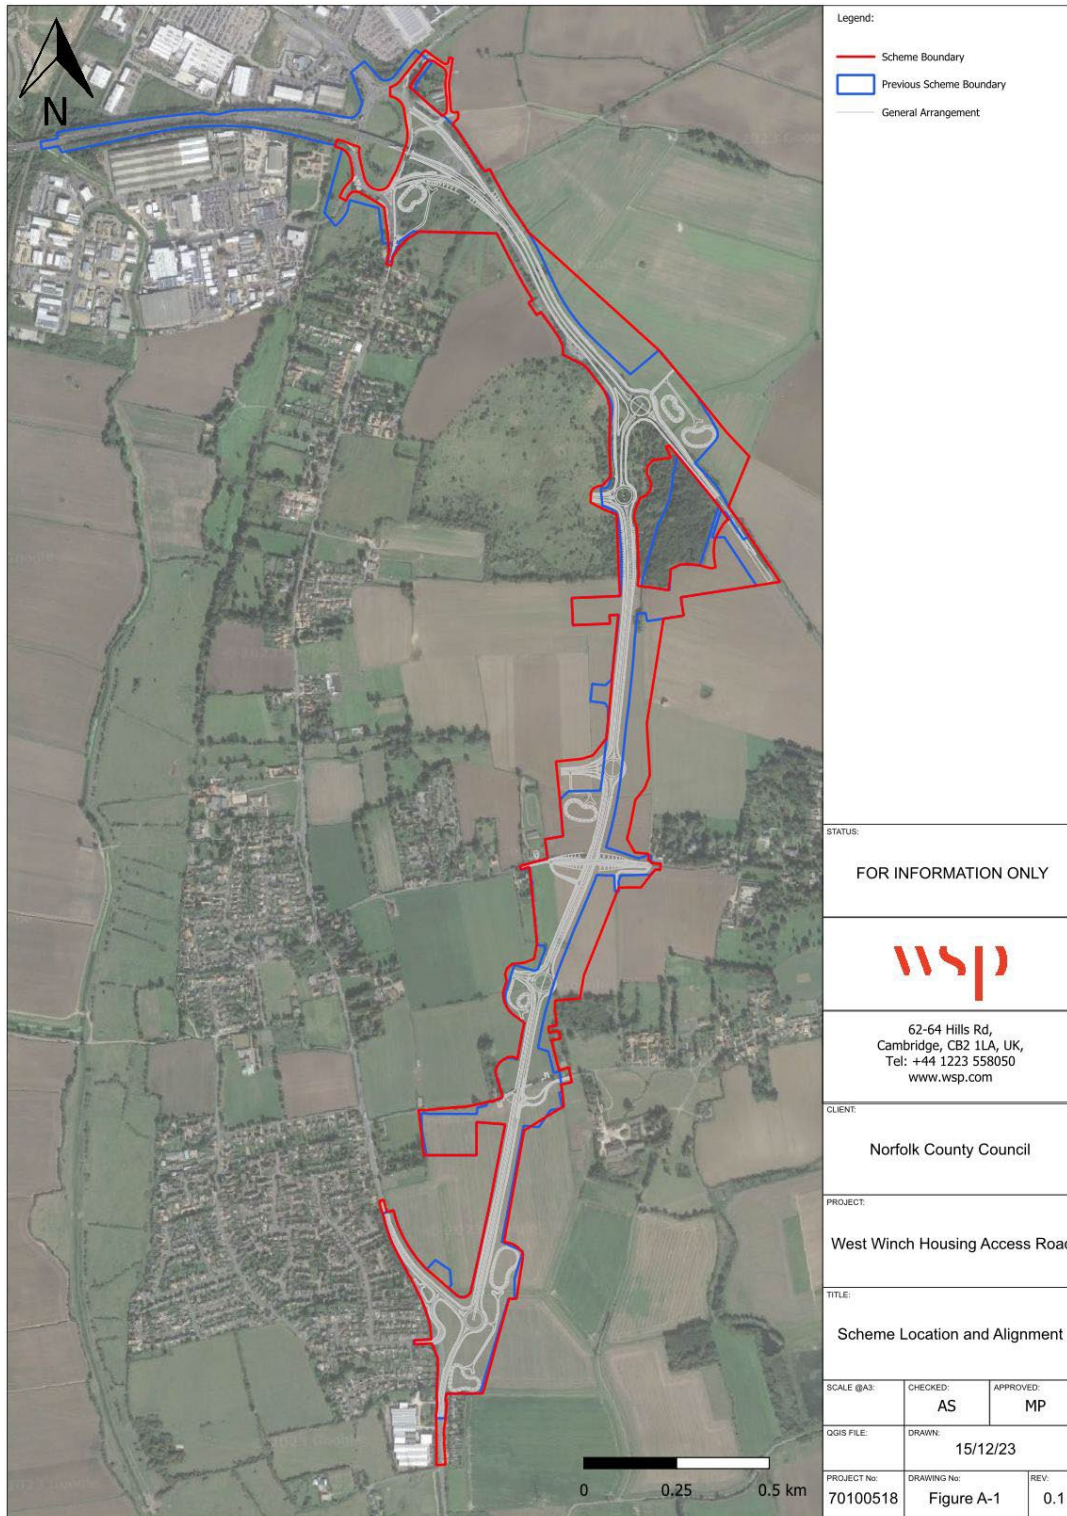 N
Legend:
Scheme Boundary
Previous Scheme Boundary
General Arrangement
STATUS:
FOR INFORMATION ONLY
wsp
62-64 Hills Rd,
Cambridge, CB2 1LA, UK,
Tel: +44 1223 558050
www.wsp.com
CLIENT:
Norfolk County Council
PROJECT:
West Winch Housing Access Road
TITLE:
Scheme Location and Alignment
SCALE @A3:
CHECKED:
AS
APPROVED:
MP
QGIS FILE:
DRAWN:
15/12/23
PROJECT No:
70100518
DRAWING No:
Figure A-1
REV:
0.1
0 0.25 0.5 km